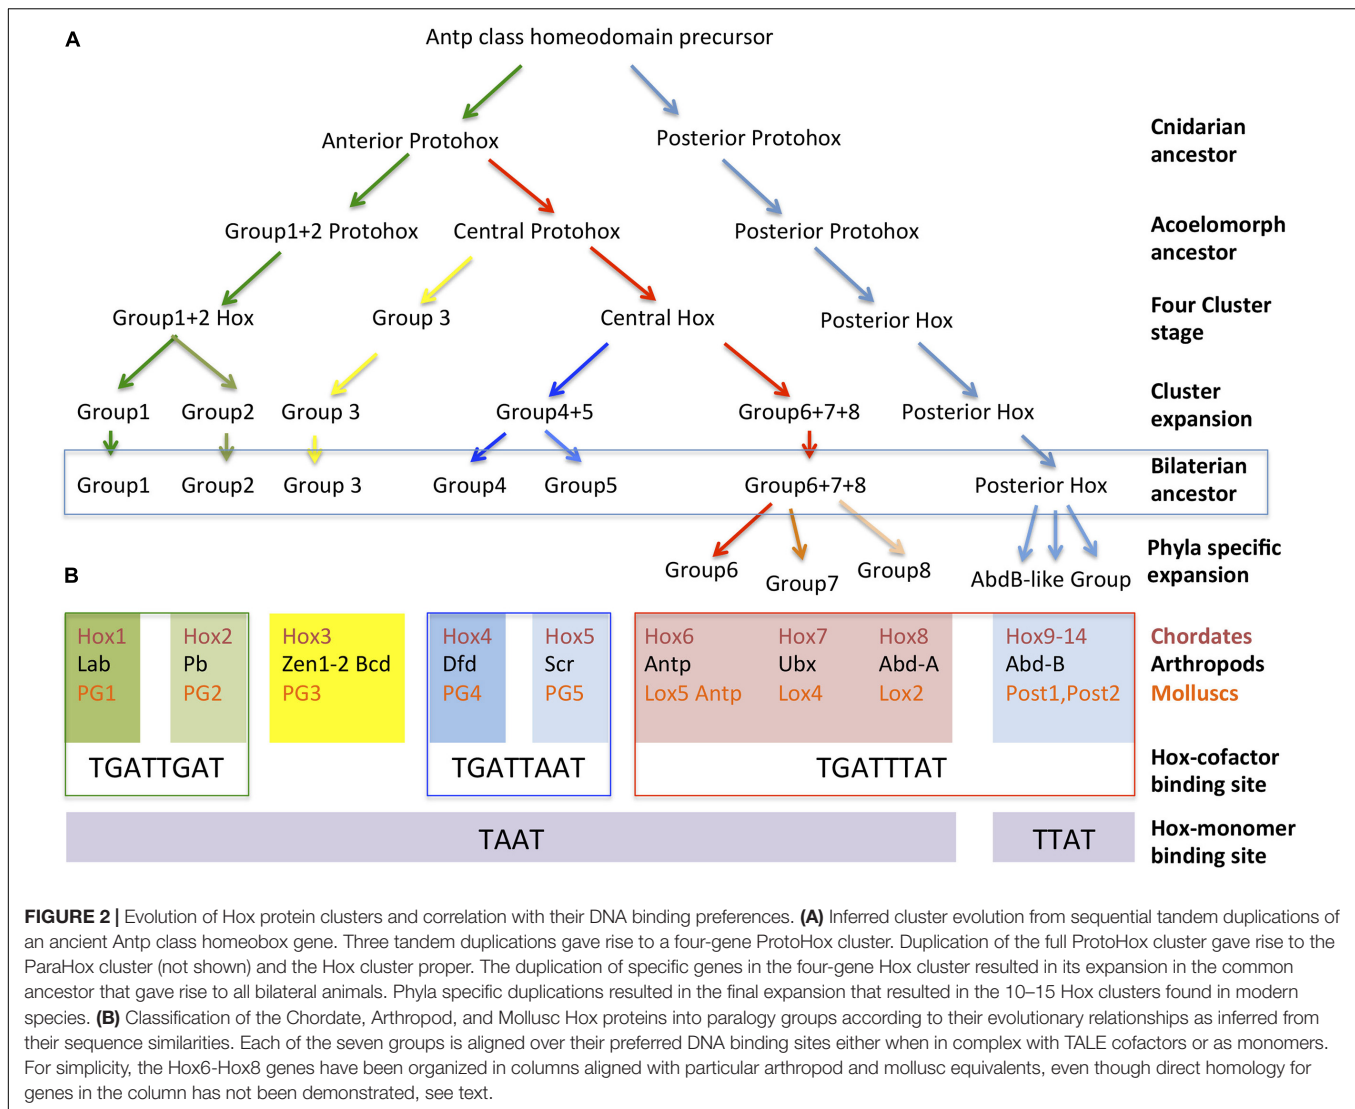 A
Antp class homeodomain precursor
Anterior Protohox
Posterior Protohox
Cnidarian
ancestor
Group1+2 Protohox
Central Protohox
Posterior Protohox
Acoelomorph
ancestor
Group1+2 Hox
Group 3
Central Hox
Posterior Hox
Four Cluster
stage
Group1
Group2
Group 3
Group4+5
Group6+7+8
Posterior Hox
Cluster
expansion
Group1
Group2
Group 3
Group4
Group5
Group6+7+8
Posterior Hox
Bilaterian
ancestor
Group6
Group7
Group8
AbdB-like Group
Phyla specific
expansion
B
Hox1
Hox2
Hox3
Hox4
Hox5
Hox6
Hox7
Hox8
Hox9-14
Chordates
Lab
Pb
Zen1-2 Bcd
Dfd
Scr
Antp
Ubx
Abd-A
Abd-B
Arthropods
PG1
PG2
PG3
PG4
PG5
Lox5 Antp
Lox4
Lox2
Post1,Post2
Molluscs
TGATTGAT
TGATTAAT
TGATTTAT
Hox-cofactor
binding site
TAAT
TTAT
Hox-monomer
binding site
FIGURE 2 | Evolution of Hox protein clusters and correlation with their DNA binding preferences. (A) Inferred cluster evolution from sequential tandem duplications of
an ancient Antp class homeobox gene. Three tandem duplications gave rise to a four-gene ProtoHox cluster. Duplication of the full ProtoHox cluster gave rise to the
ParaHox cluster (not shown) and the Hox cluster proper. The duplication of specific genes in the four-gene Hox cluster resulted in its expansion in the common
ancestor that gave rise to all bilateral animals. Phyla specific duplications resulted in the final expansion that resulted in the 10–15 Hox clusters found in modern
species. (B) Classification of the Chordate, Arthropod, and Mollusc Hox proteins into paralogy groups according to their evolutionary relationships as inferred from
their sequence similarities. Each of the seven groups is aligned over their preferred DNA binding sites either when in complex with TALE cofactors or as monomers.
For simplicity, the Hox6-Hox8 genes have been organized in columns aligned with particular arthropod and mollusc equivalents, even though direct homology for
genes in the column has not been demonstrated, see text.